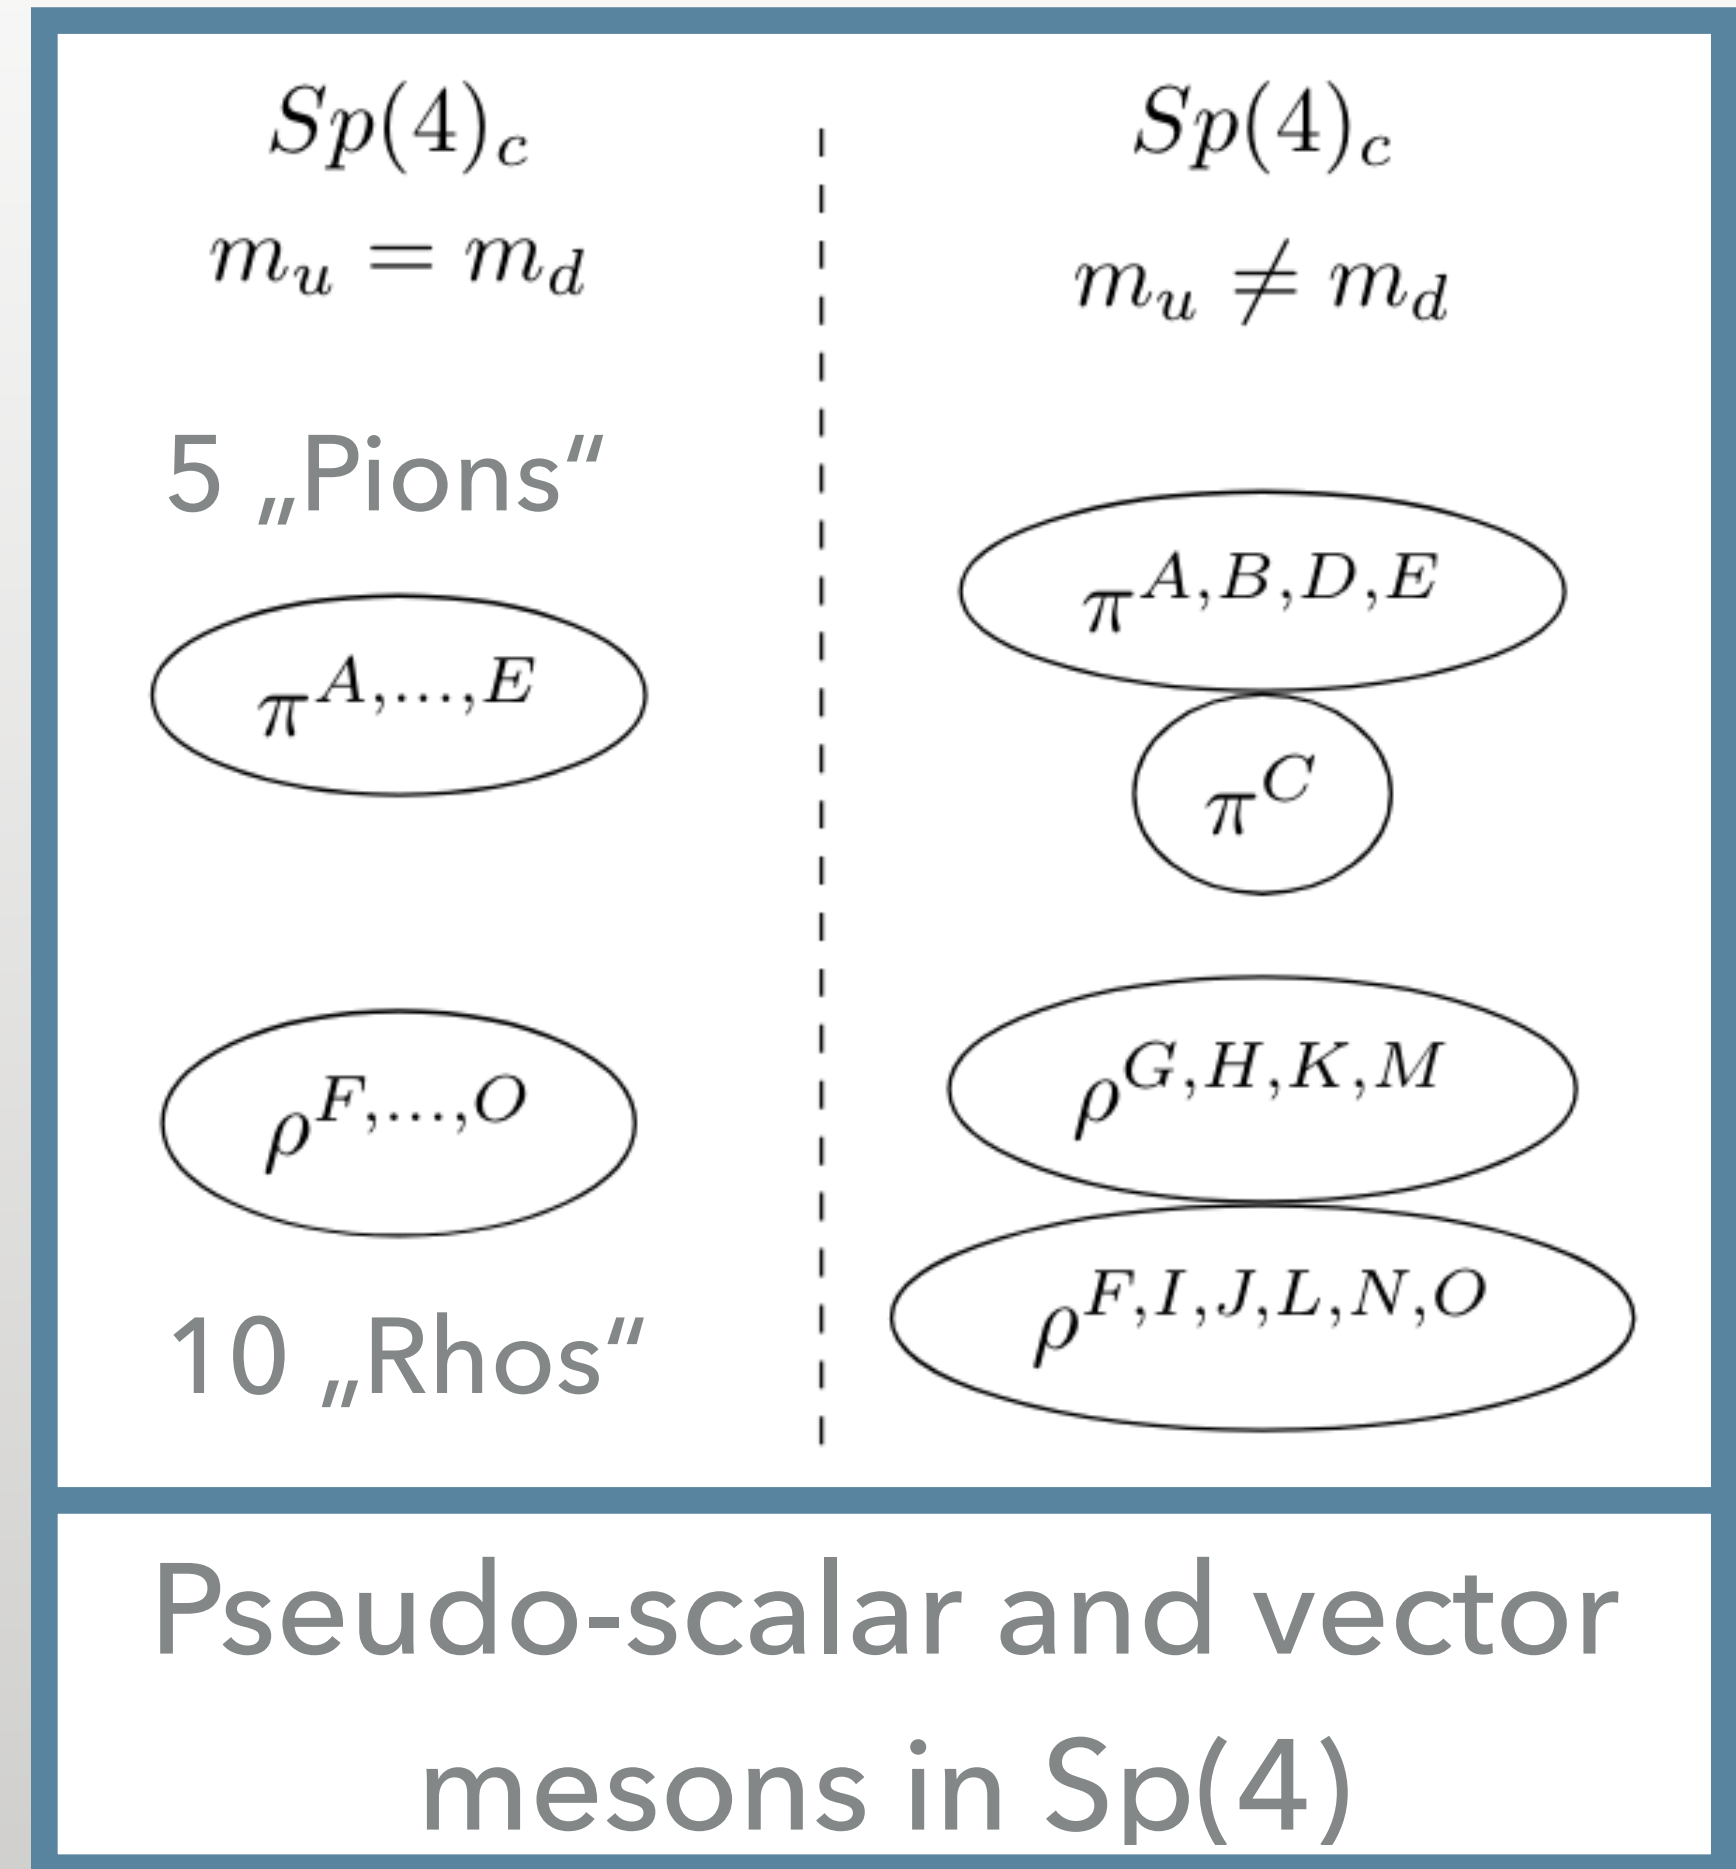 Sp(4)_c
m_u = m_d
5 „Pions“
π^{A,...,E}
ρ^{F,...,O}
10 „Rhos“
Sp(4)_c
m_u ≠ m_d
π^{A,B,D,E}
π^C
ρ^{G,H,K,M}
ρ^{F,I,J,L,N,O}
Pseudo-scalar and vector
mesons in Sp(4)